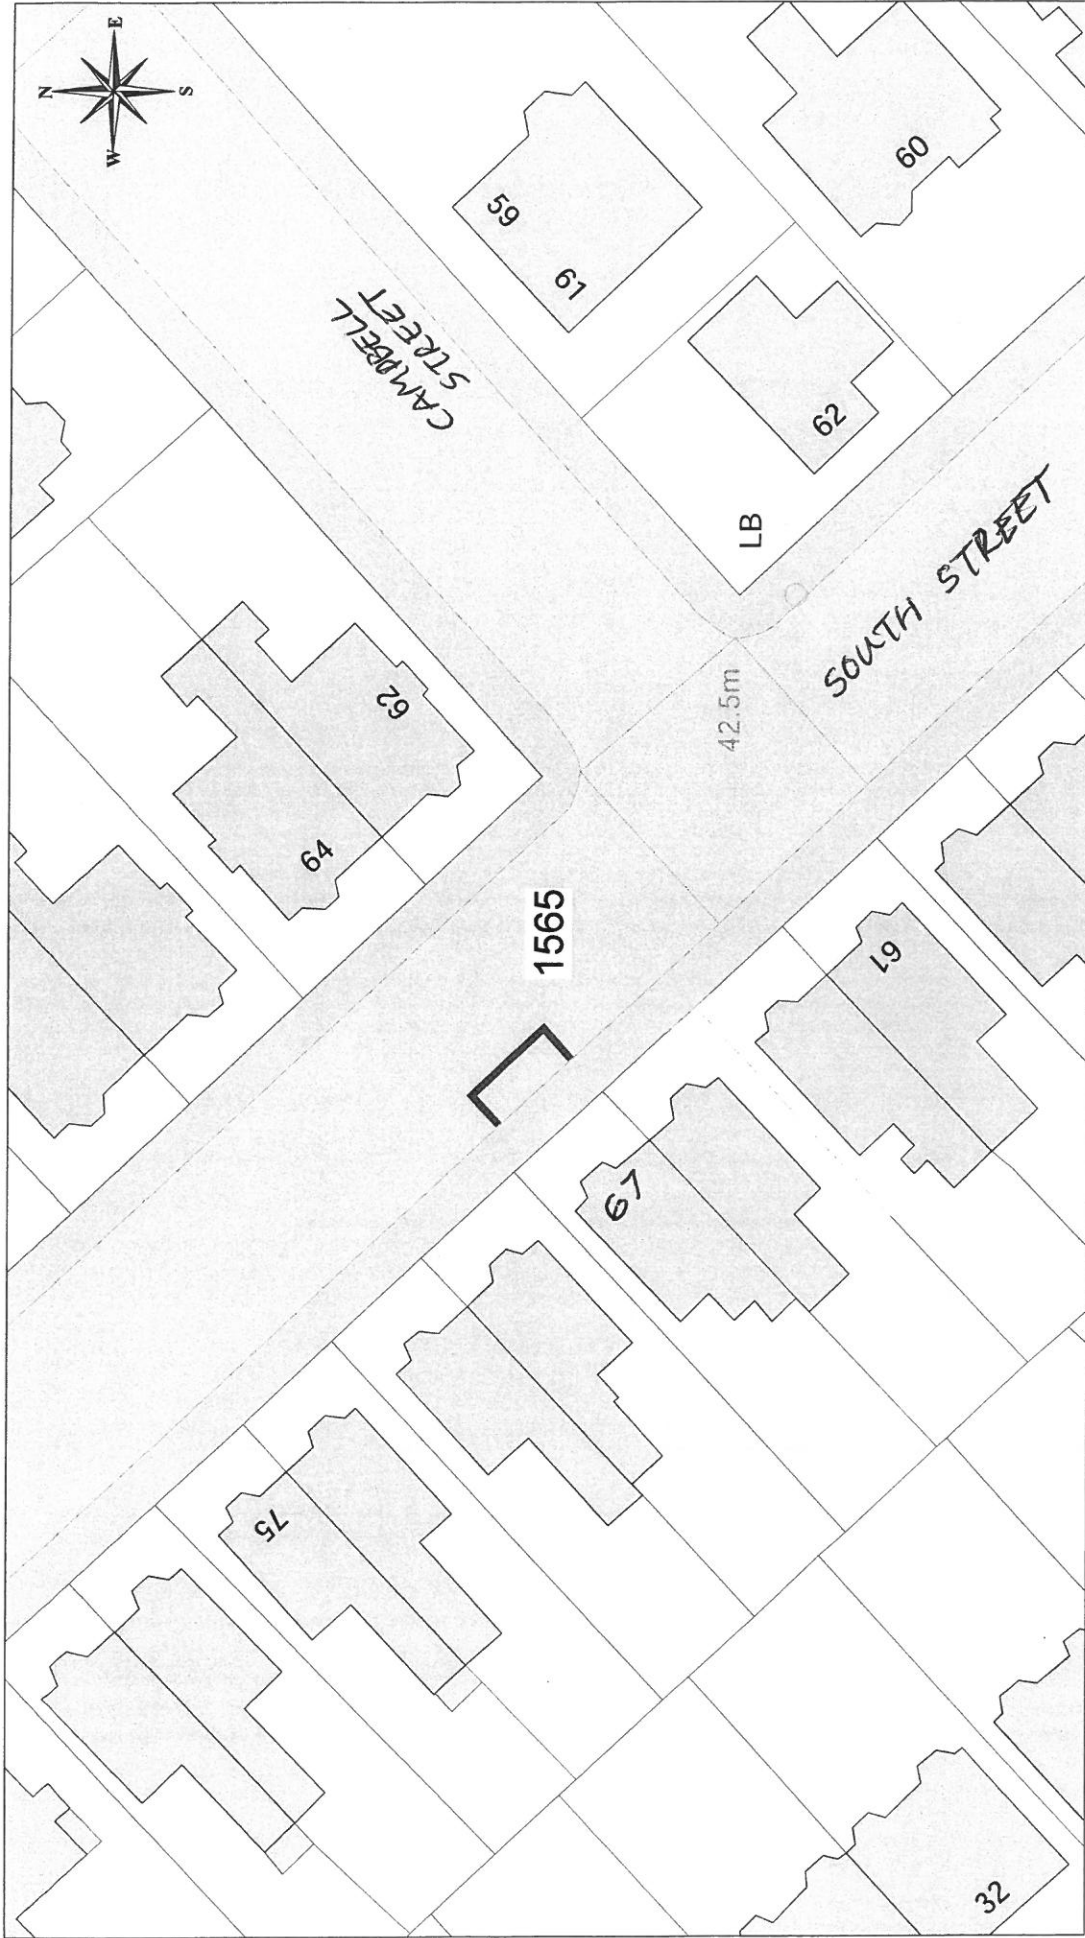 N
E
S
W
CAMPBELL
STREET
59
61
60
62
LB
SOUTH STREET
42.5m
62
64
1565
61
67
75
32